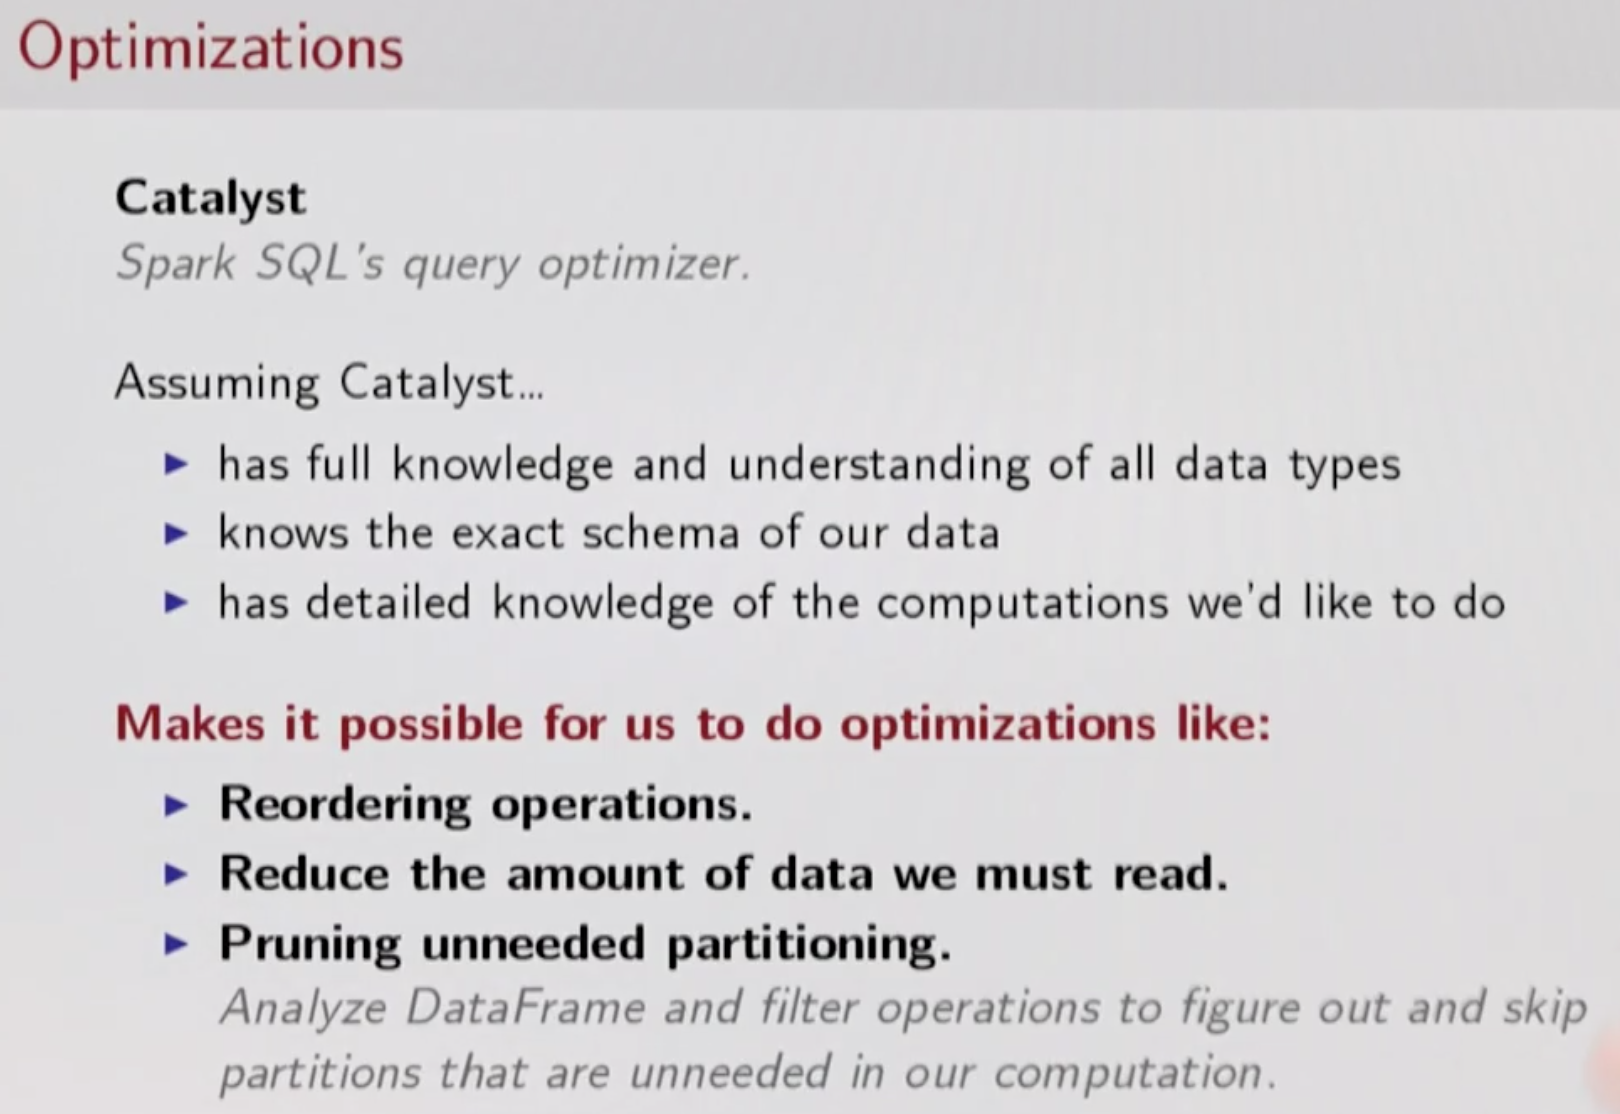 Optimizations
Catalyst
Spark SQL's query optimizer.
Assuming Catalyst...
▶ has full knowledge and understanding of all data types
▶ knows the exact schema of our data
▶ has detailed knowledge of the computations we'd like to do
Makes it possible for us to do optimizations like:
▶ Reordering operations.
▶ Reduce the amount of data we must read.
▶ Pruning unneeded partitioning.
Analyze DataFrame and filter operations to figure out and skip
partitions that are unneeded in our computation.